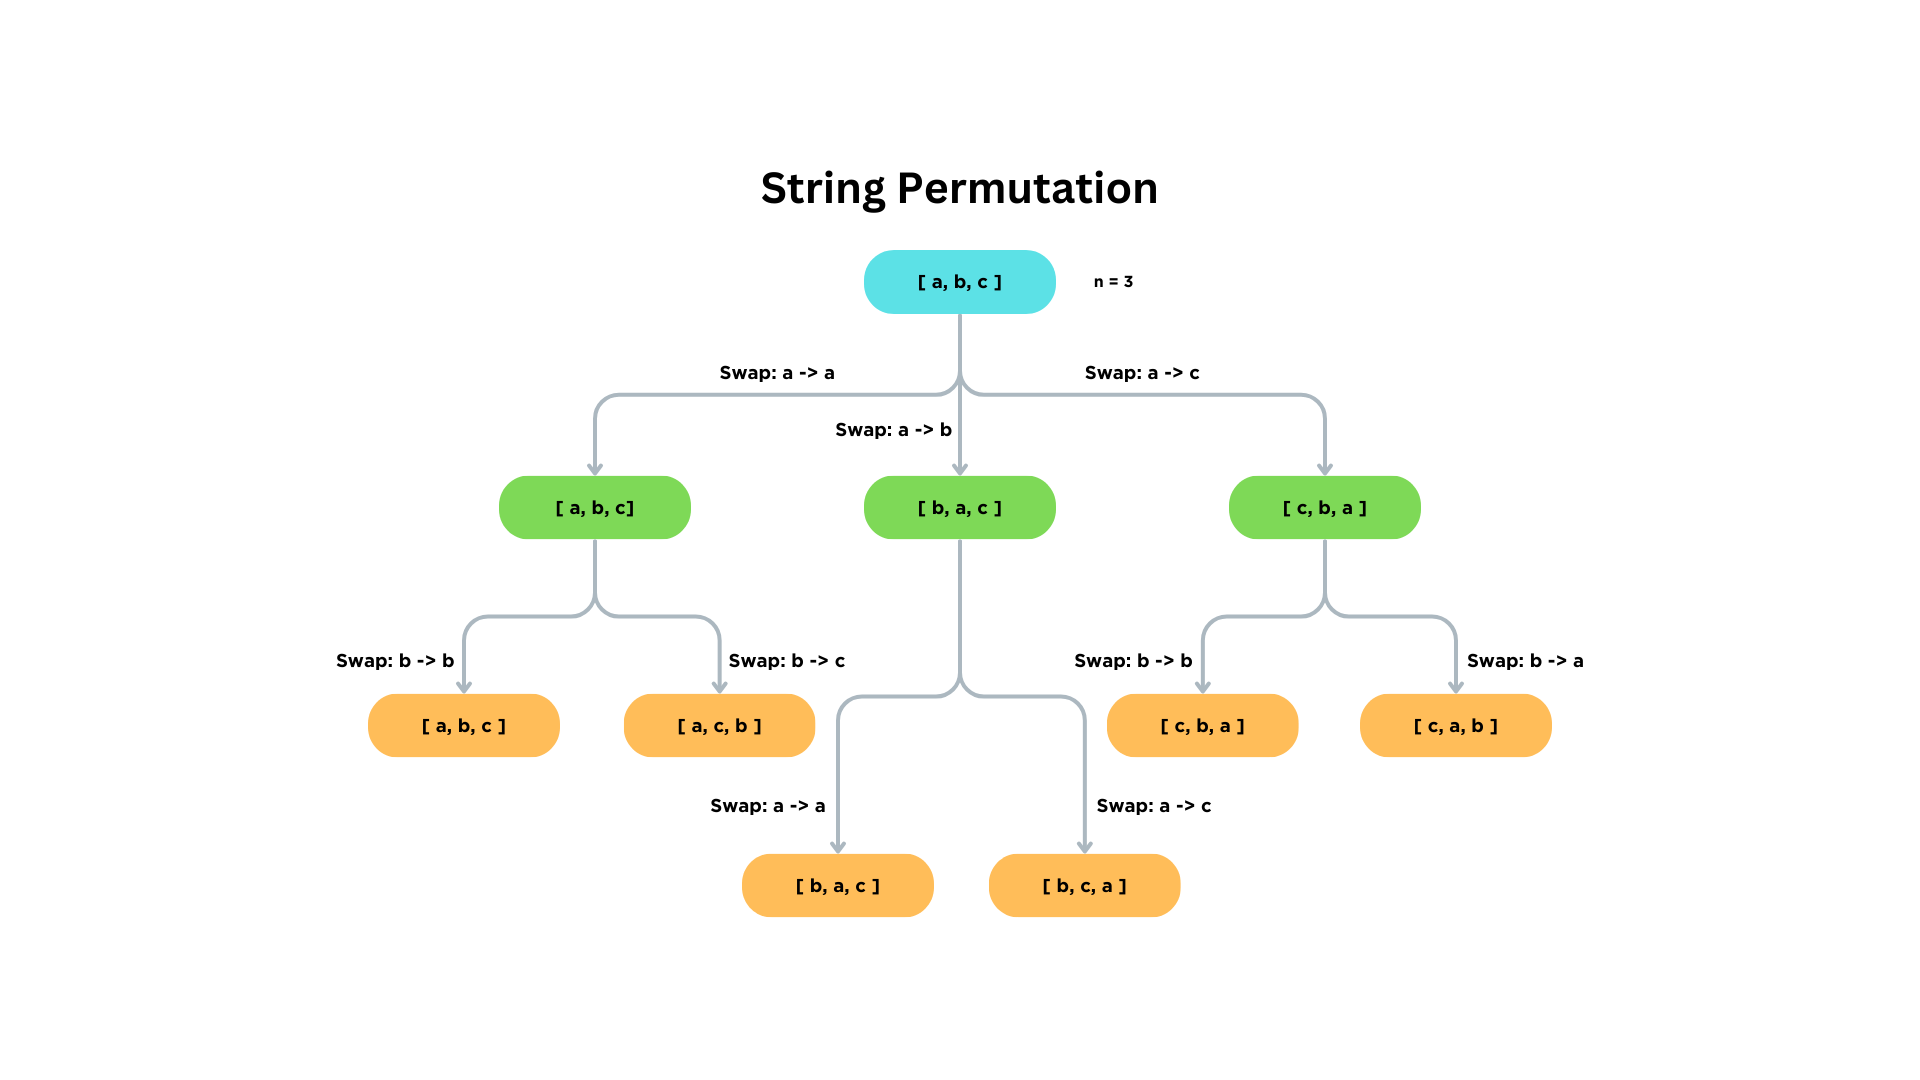 String Permutation
[ a, b, c ]
n = 3
Swap: a -> a
Swap: a -> c
Swap: a -> b
[ a, b, c]
[ b, a, c ]
[ c, b, a ]
Swap: b -> b
Swap: b -> c
Swap: b -> b
Swap: b -> a
[ a, b, c ]
[ a, c, b ]
[ c, b, a ]
[ c, a, b ]
Swap: a -> a
Swap: a -> c
[ b, a, c ]
[ b, c, a ]